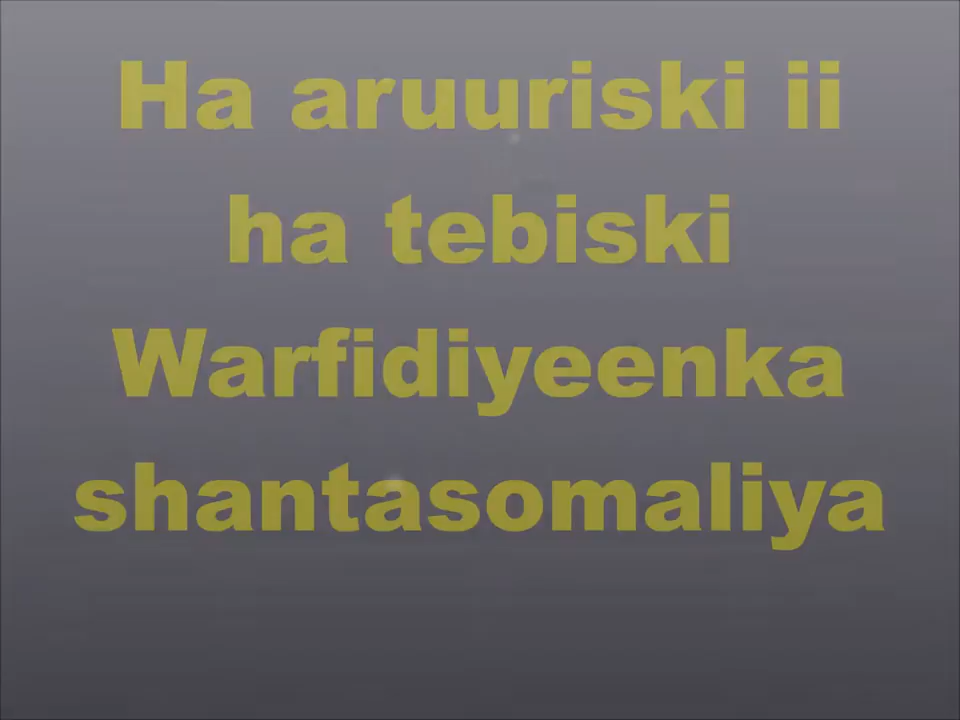 Ha aruuriski ii
ha tebiski
Warfidiyeenka
shantasomaliya